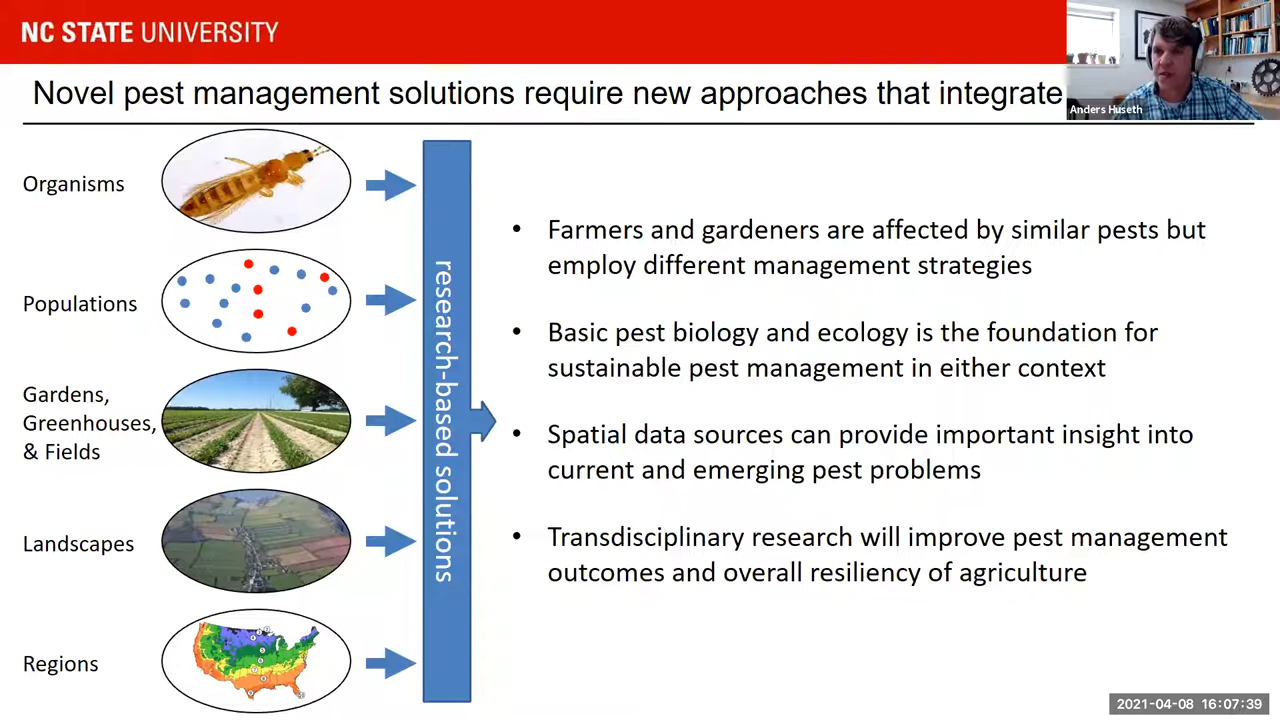 NC STATE UNIVERSITY
Novel pest management solutions require new approaches that integrate
Anders Huseth
Organisms
Populations
Gardens,
Greenhouses,
& Fields
Landscapes
Regions
research-based solutions
• Farmers and gardeners are affected by similar pests but
employ different management strategies
• Basic pest biology and ecology is the foundation for
sustainable pest management in either context
• Spatial data sources can provide important insight into
current and emerging pest problems
• Transdisciplinary research will improve pest management
outcomes and overall resiliency of agriculture
2021-04-08 16:07:39